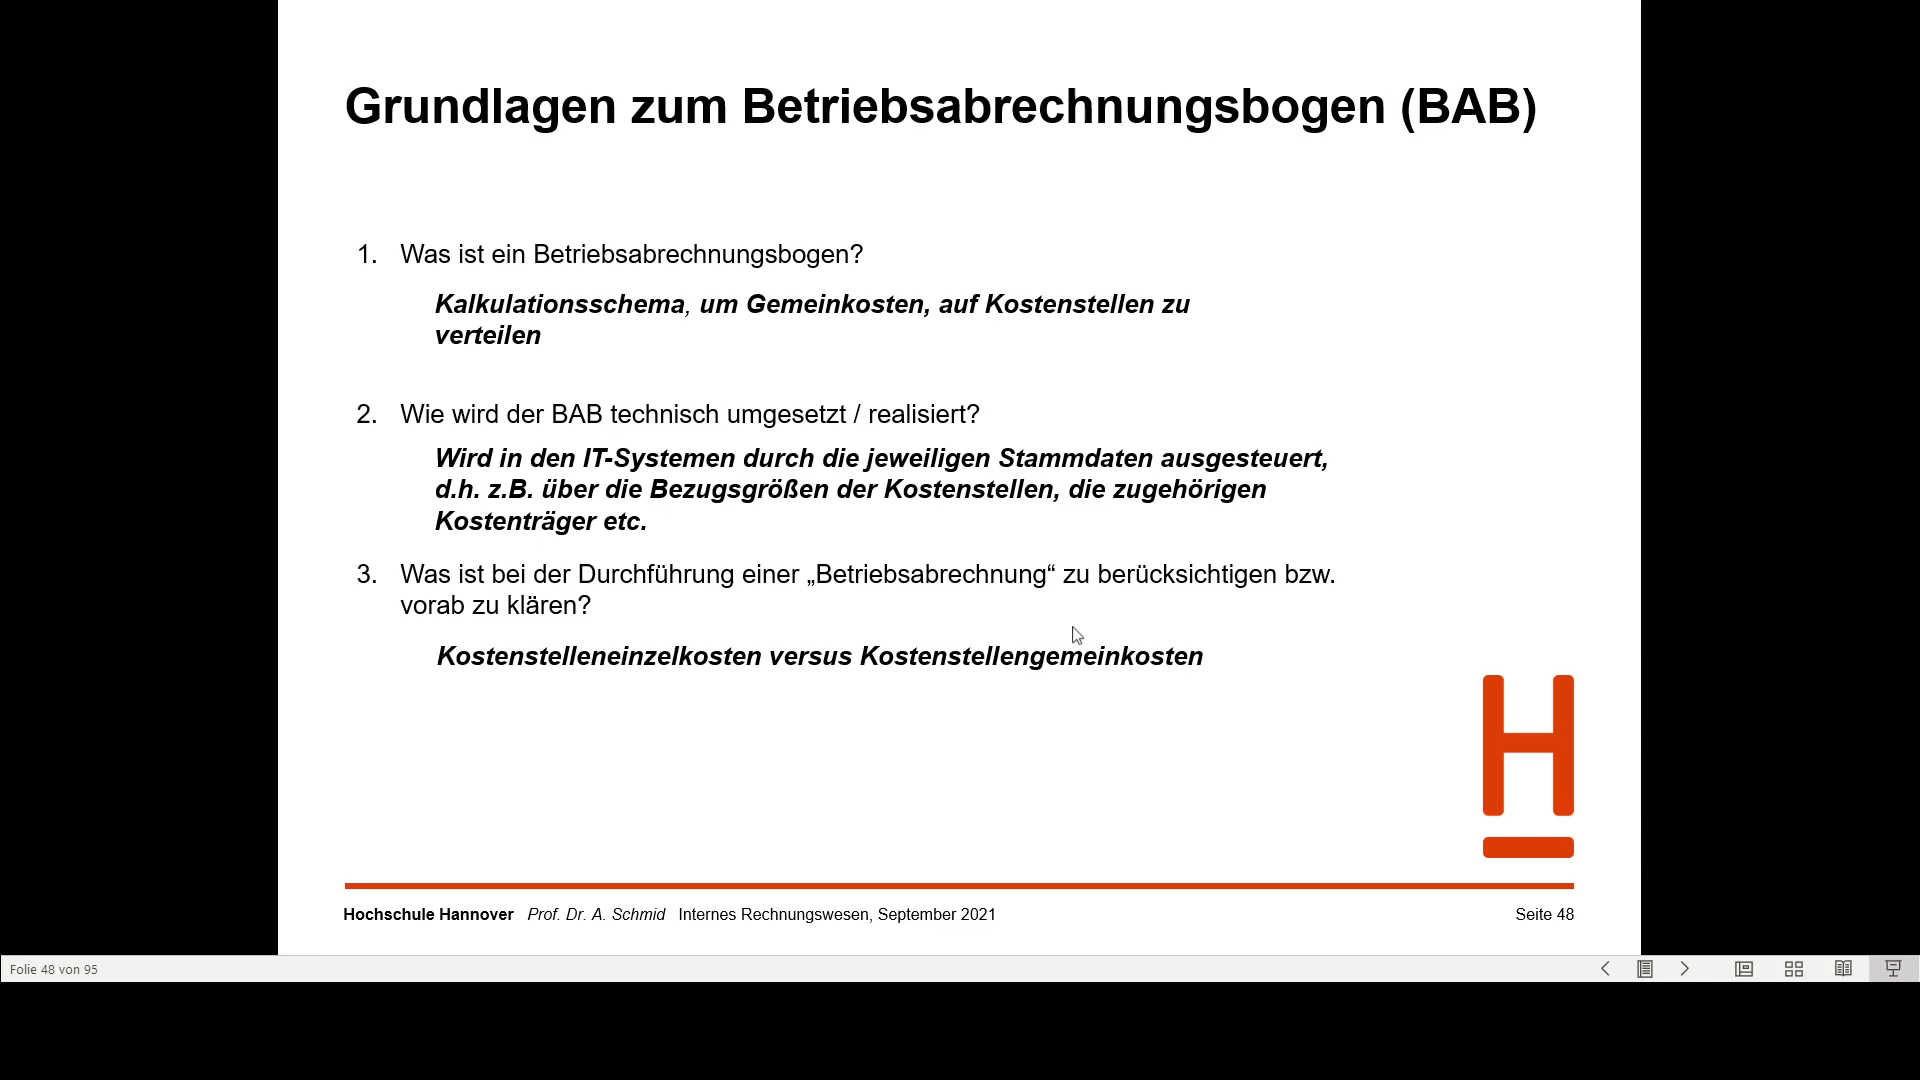 Grundlagen zum Betriebsabrechnungsbogen (BAB)
1. Was ist ein Betriebsabrechnungsbogen?
Kalkulationsschema, um Gemeinkosten, auf Kostenstellen zu
verteilen
2. Wie wird der BAB technisch umgesetzt / realisiert?
Wird in den IT-Systemen durch die jeweiligen Stammdaten ausgesteuert,
d.h. z.B. über die Bezugsgrößen der Kostenstellen, die zugehörigen
Kostenträger etc.
3. Was ist bei der Durchführung einer „Betriebsabrechnung“ zu berücksichtigen bzw.
vorab zu klären?
Kostenstelleneinzelkosten versus Kostenstellengemeinkosten
H
Hochschule Hannover Prof. Dr. A. Schmid Internes Rechnungswesen, September 2021 Seite 48
Folie 48 von 95